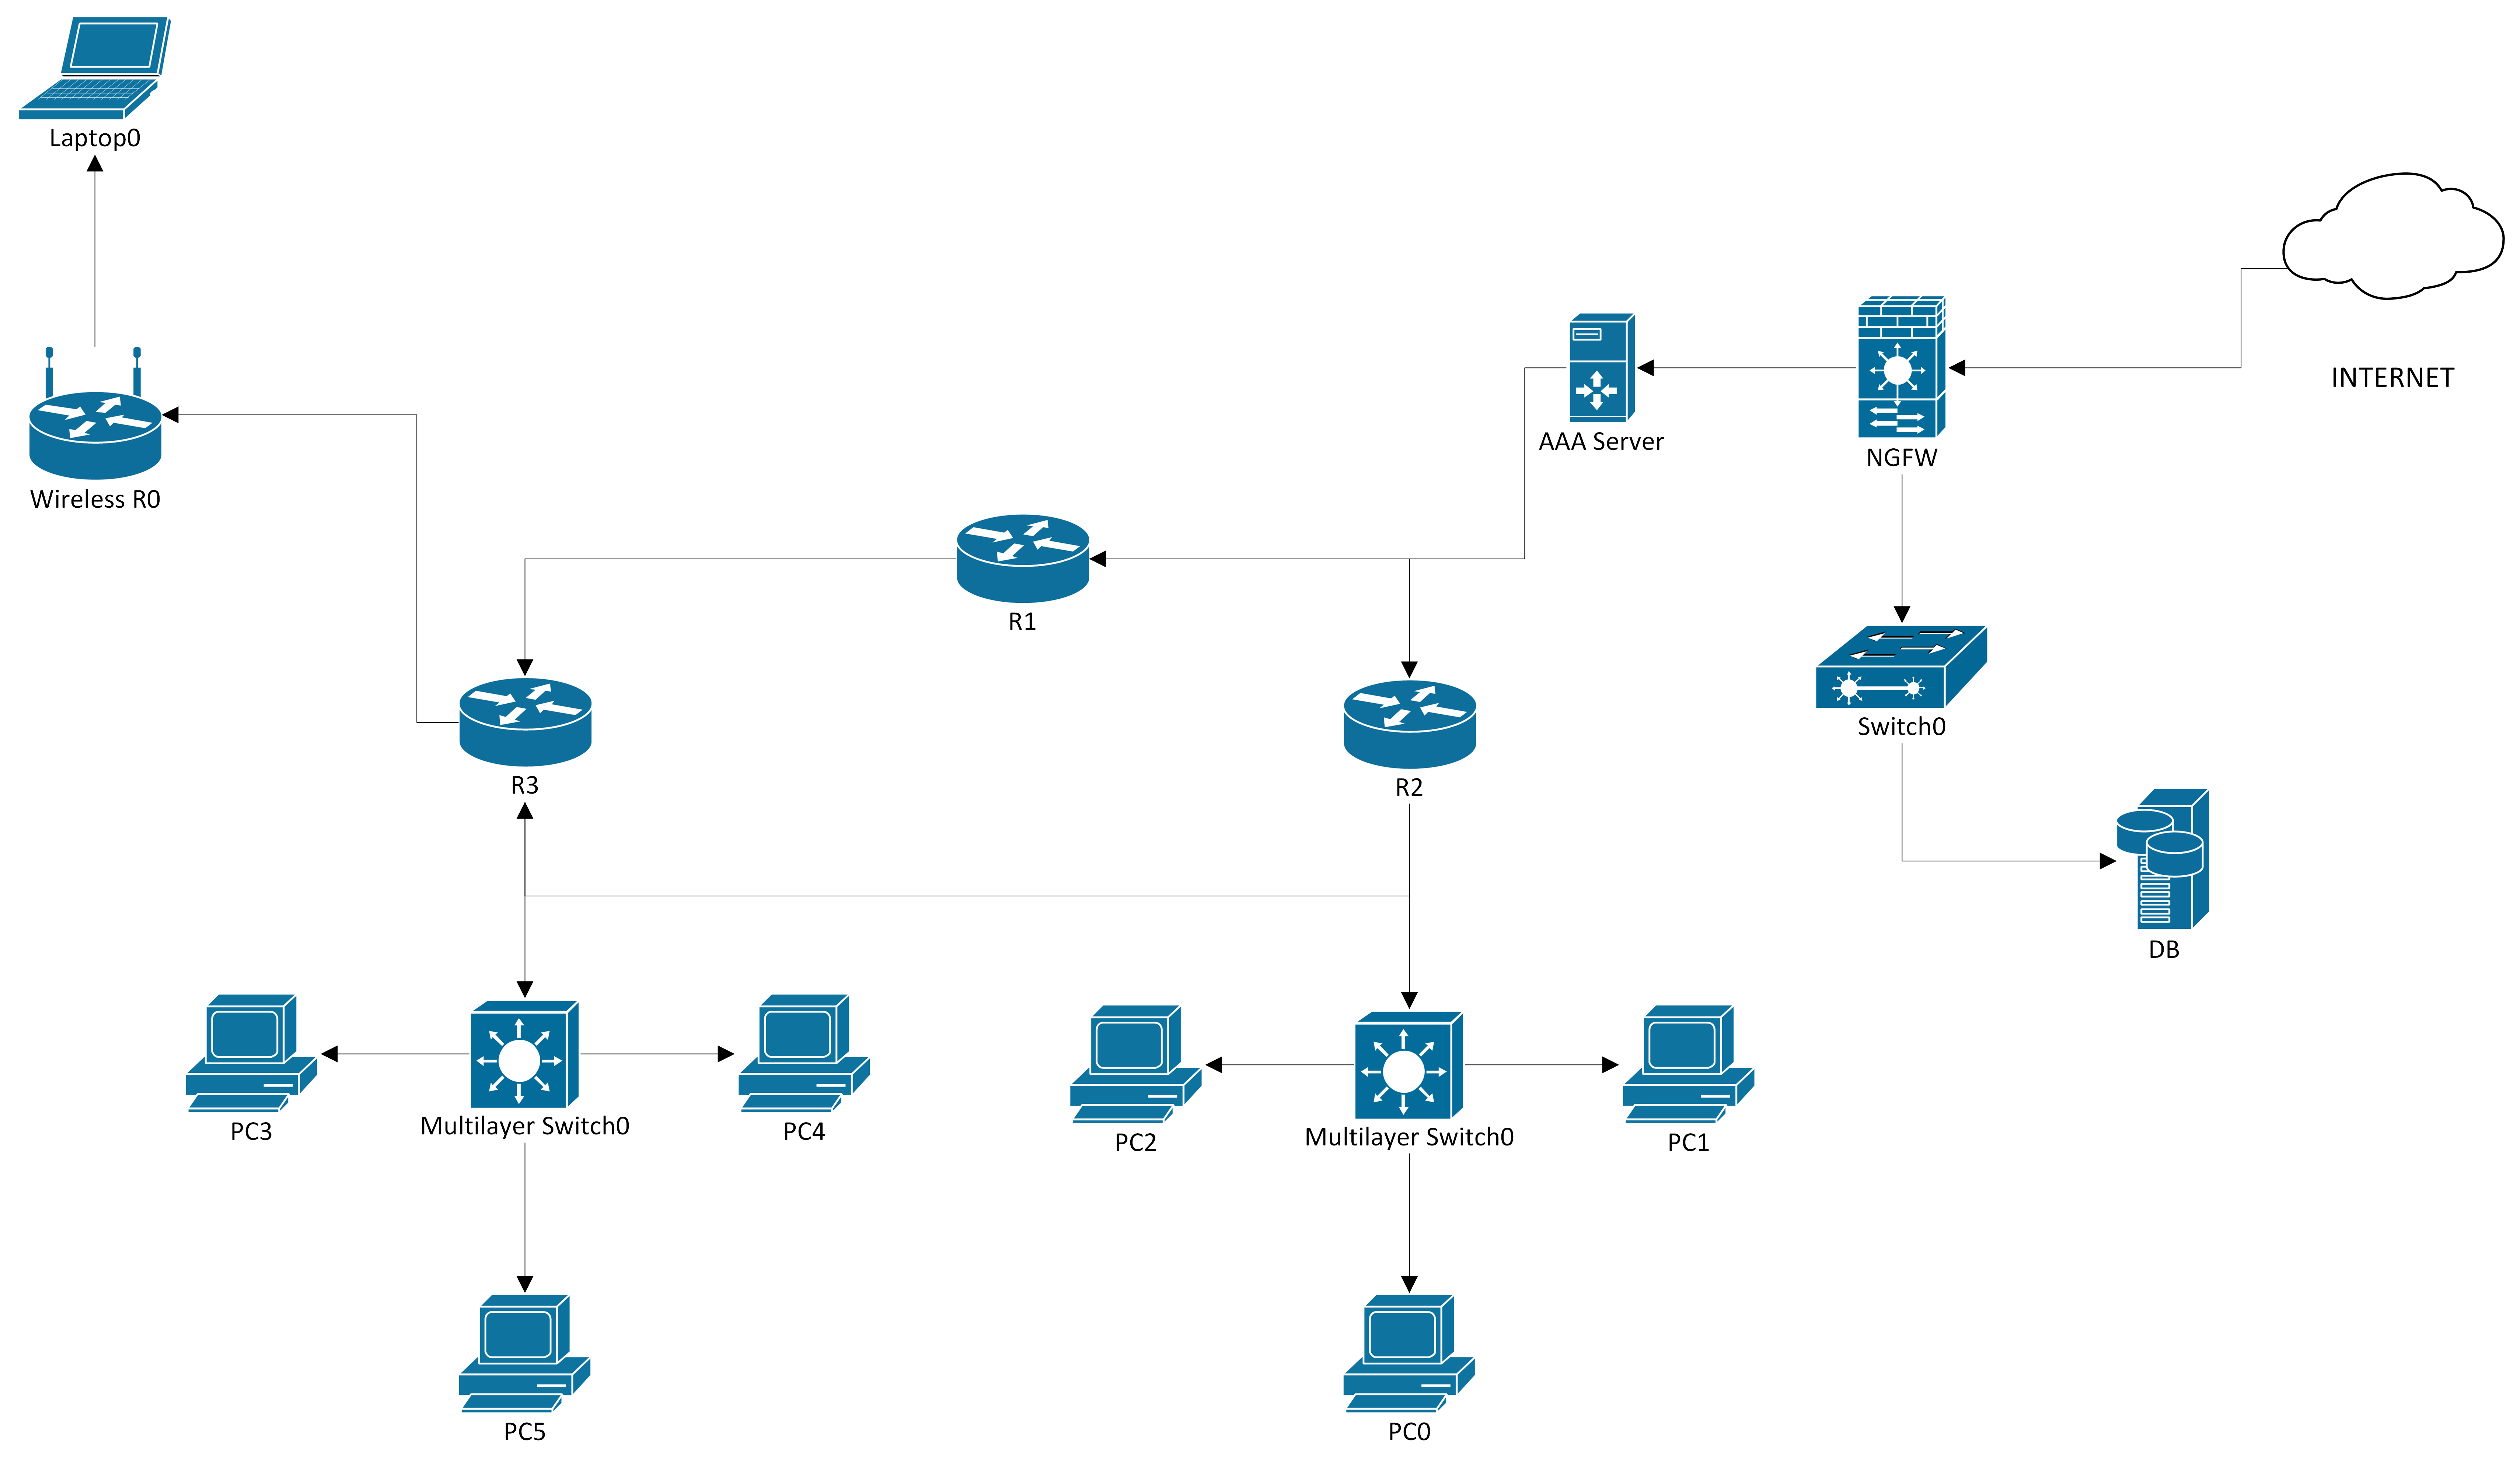 Laptop0
INTERNET
AAA Server
NGFW
Wireless R0
R1
Switch0
R3
R2
DB
PC3
Multilayer Switch0
PC4
PC2
Multilayer Switch0
PC1
PC5
PC0